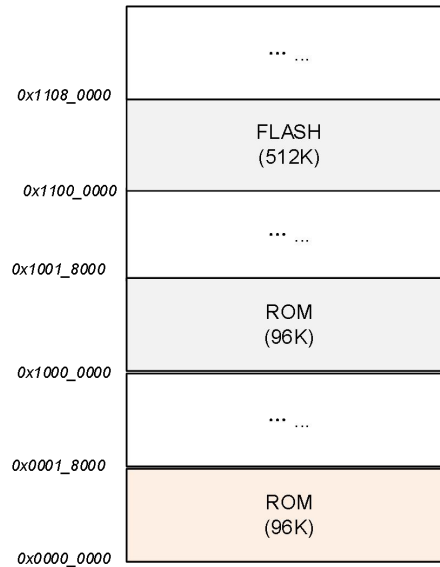 ... ...
0x1108_0000
FLASH
(512K)
0x1100_0000
... ...
0x1001_8000
ROM
(96K)
0x1000_0000
... ...
0x0001_8000
ROM
(96K)
0x0000_0000